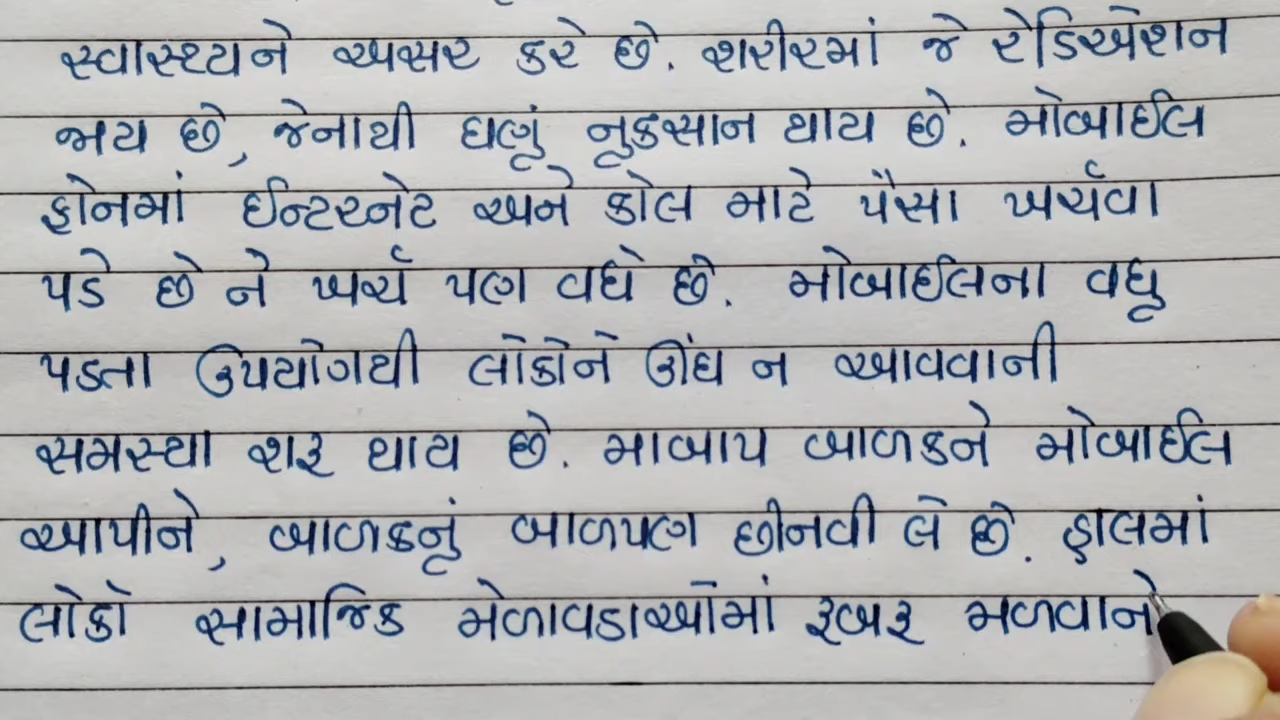 સ્વાસ્થ્યને અસર કરે છે. શરીરમાં જે રેડિએશન
જાય છે, જેનાથી ઘણું નુકસાન થાય છે. મોબાઈલ
ફોનમાં ઈન્ટરનેટ અને કોલ માટે પૈસા ખર્ચવા
પડે છે ને ખર્ચ પણ વધે છે. મોબાઈલના વધુ
પડતા ઉપયોગથી લોકોને ઊંઘ ન આવવાની
સમસ્યા શરૂ થાય છે. માબાપ બાળકને મોબાઈલ
આપીને, બાળકનું બાળપણ છીનવી લે છે. હાલમાં
લોકો સામાજિક મેળાવડાઓમાં રૂબરૂ મળવાને